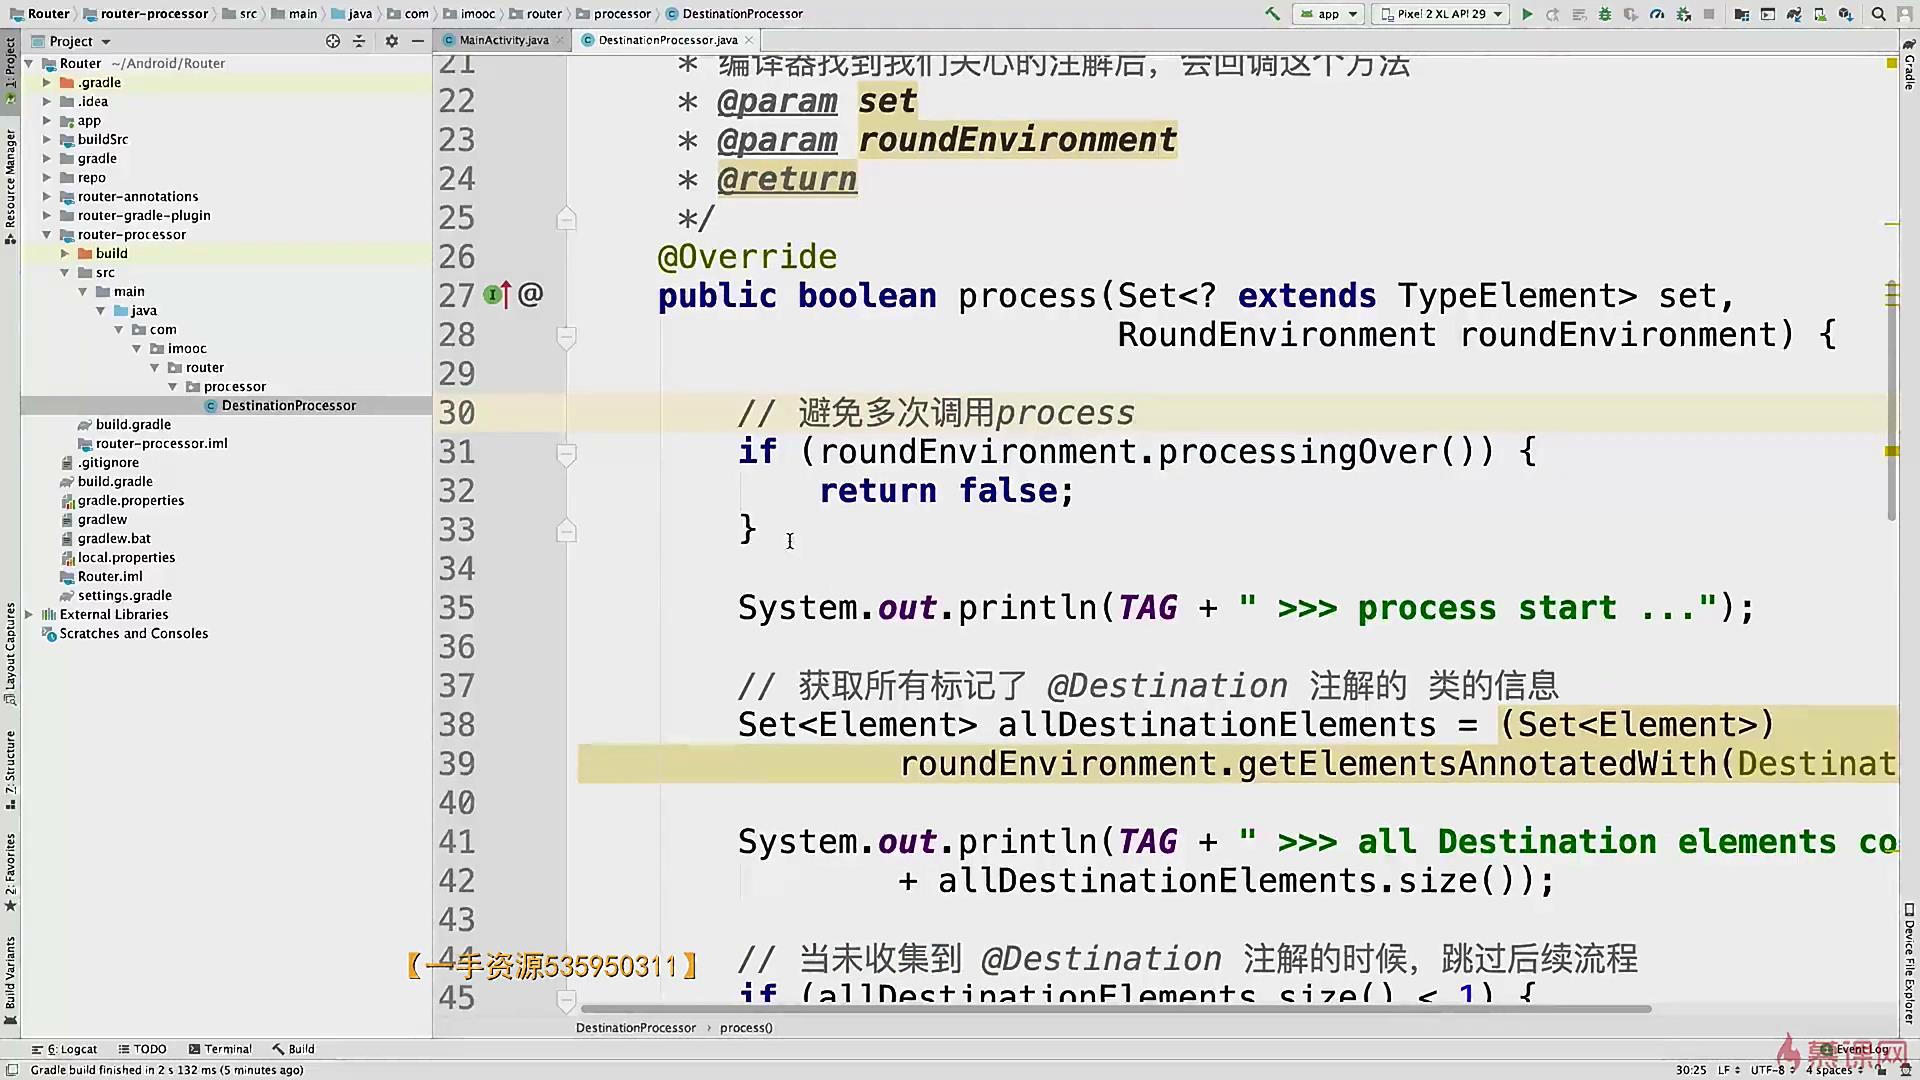 Router router-processor src main java com imooc router processor DestinationProcessor
app Pixel 2 XL API 29
Project
MainActivity.java DestinationProcessor.java
Router ~/Android/Router
.gradle
.idea
app
buildSrc
gradle
repo
router-annotations
router-gradle-plugin
router-processor
build
src
main
java
com
imooc
router
processor
DestinationProcessor
build.gradle
router-processor.iml
.gitignore
build.gradle
gradle.properties
gradlew
gradlew.bat
local.properties
Router.iml
settings.gradle
External Libraries
Scratches and Consoles
1: Project
Resource Manager
Layout Captures
7: Structure
2: Favorites
Build Variants
21 * 编译器找到我们关心的注解后，会回调这个方法
22 * @param set
23 * @param roundEnvironment
24 * @return
25 */
26 @Override
27 public boolean process(Set<? extends TypeElement> set,
28 RoundEnvironment roundEnvironment) {
29
30 // 避免多次调用process
31 if (roundEnvironment.processingOver()) {
32 return false;
33 }
34
35 System.out.println(TAG + " >>> process start ...");
36
37 // 获取所有标记了 @Destination 注解的 类的信息
38 Set<Element> allDestinationElements = (Set<Element>)
39 roundEnvironment.getElementsAnnotatedWith(Destinat
40
41 System.out.println(TAG + " >>> all Destination elements co
42 + allDestinationElements.size());
43
44 // 当未收集到 @Destination 注解的时候，跳过后续流程
45 if (allDestinationElements.size() < 1) {
【一手资源535950311】
DestinationProcessor › process()
Gradle
Device File Explorer
6: Logcat TODO Terminal Build
Event Log
慕课网
Gradle build finished in 2 s 132 ms (5 minutes ago)
30:25 LF UTF-8 4 spaces